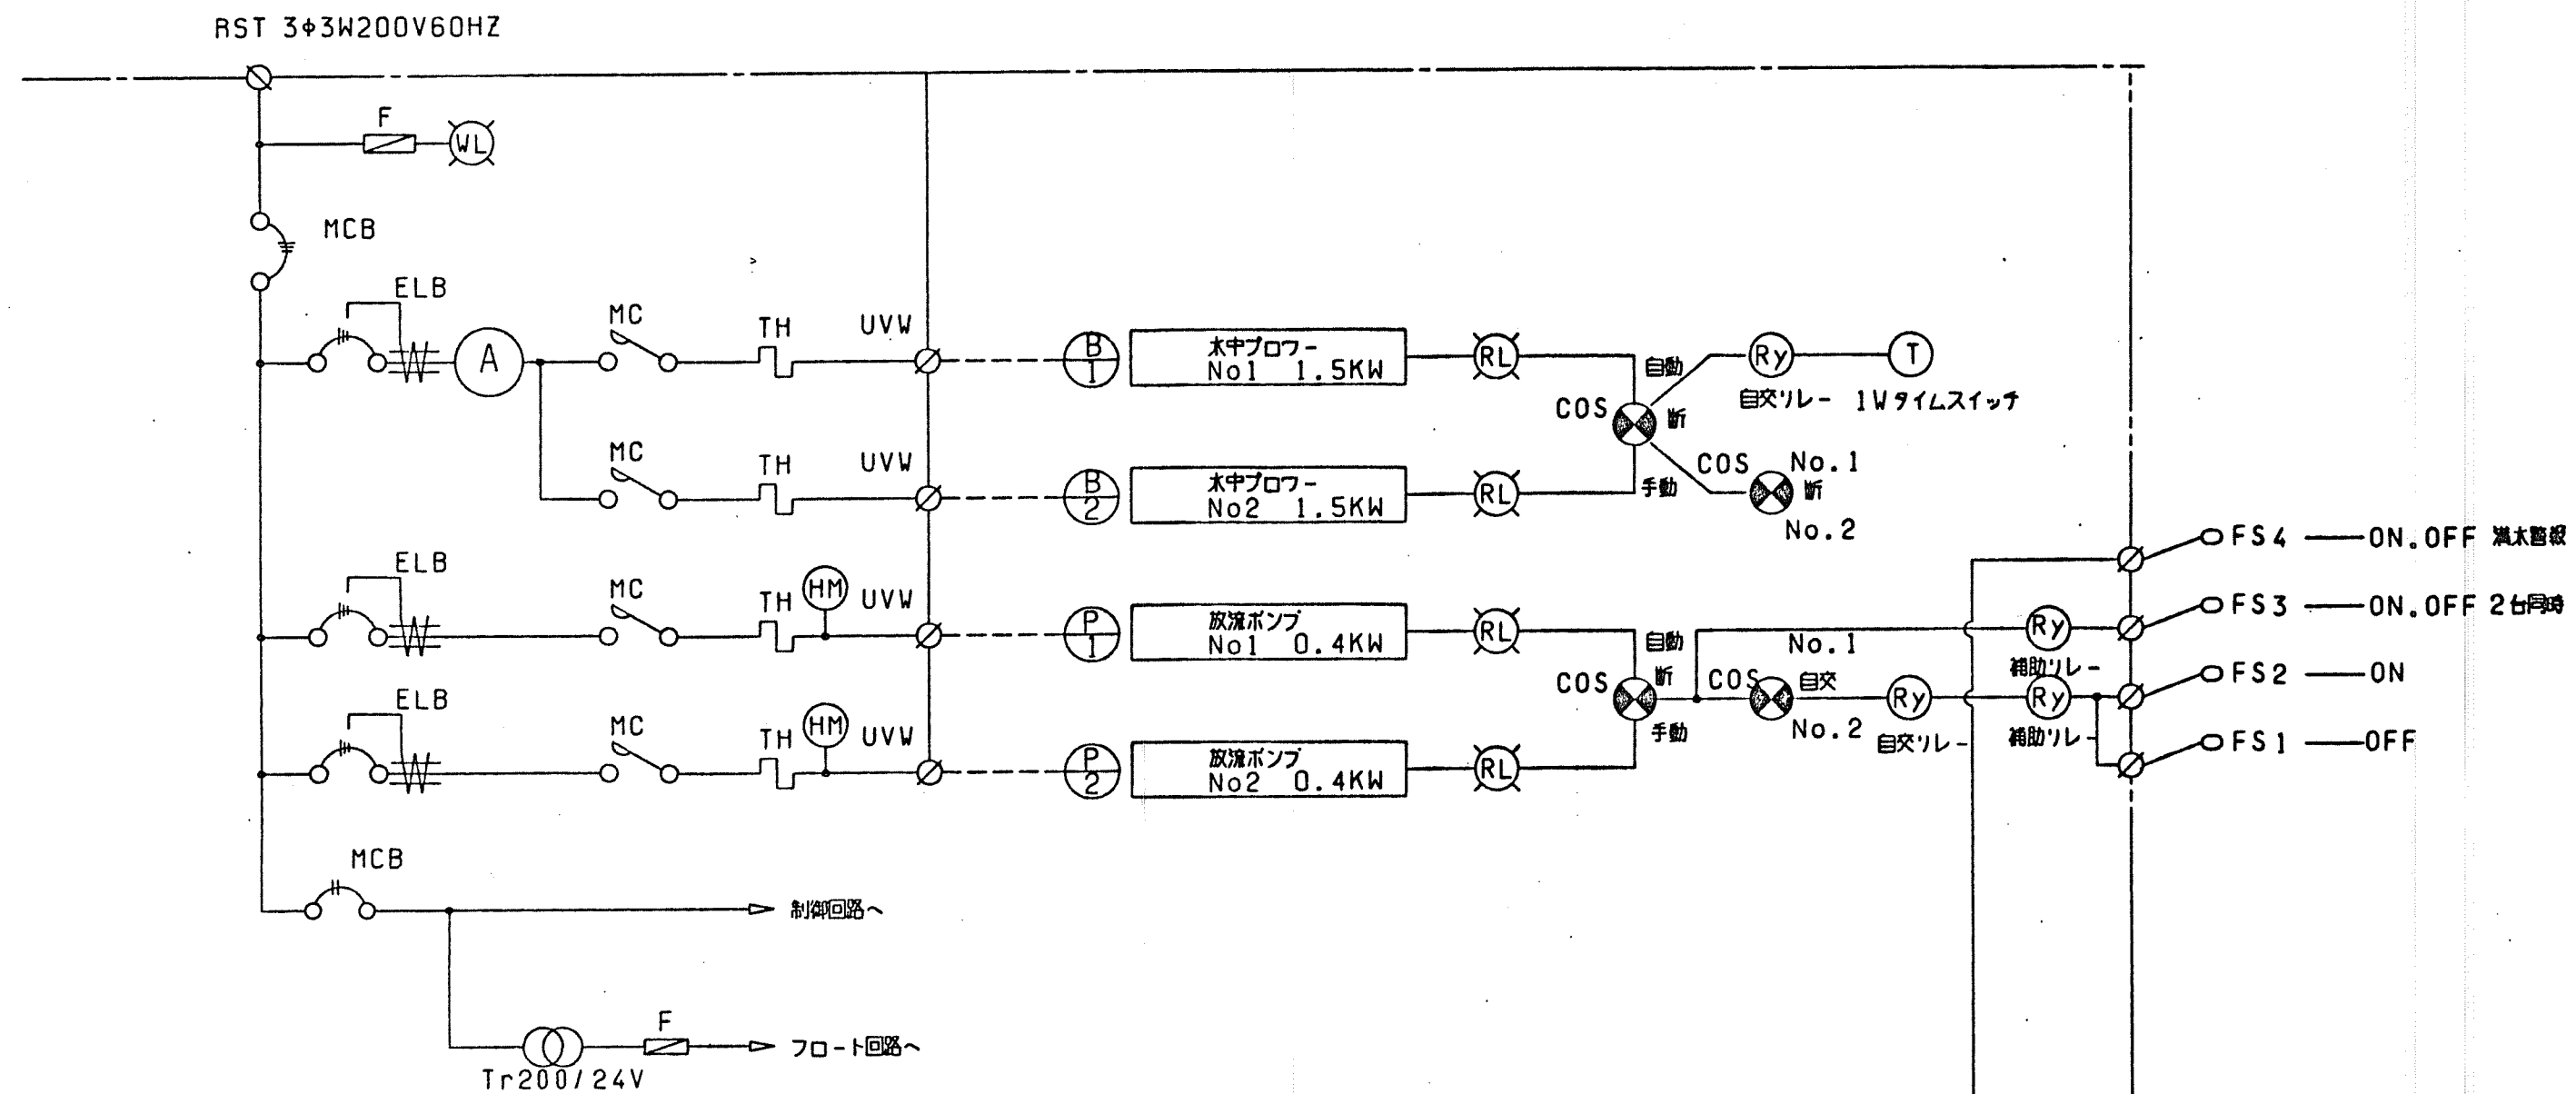 RST 3φ3W200V60HZ
F
WL
MCB
ELB
A
MC
TH
UVW
B
1
水中ブロワー
No1 1.5KW
RL
自動
Ry
T
自交リレー
1Wタイムスイッチ
COS
断
MC
TH
UVW
B
2
水中ブロワー
No2 1.5KW
RL
手動
COS
No.1
断
No.2
FS4
ON.OFF 満水警報
ELB
MC
TH
HM
UVW
P
1
放流ポンプ
No1 0.4KW
RL
自動
No.1
Ry
補助リレー
FS3
ON.OFF 2台同時
COS
断
COS
自交
No.2
Ry
自交リレー
Ry
補助リレー
FS2
ON
ELB
MC
TH
HM
UVW
P
2
放流ポンプ
No2 0.4KW
RL
手動
FS1
OFF
MCB
制御回路へ
F
フロート回路へ
Tr200/24V